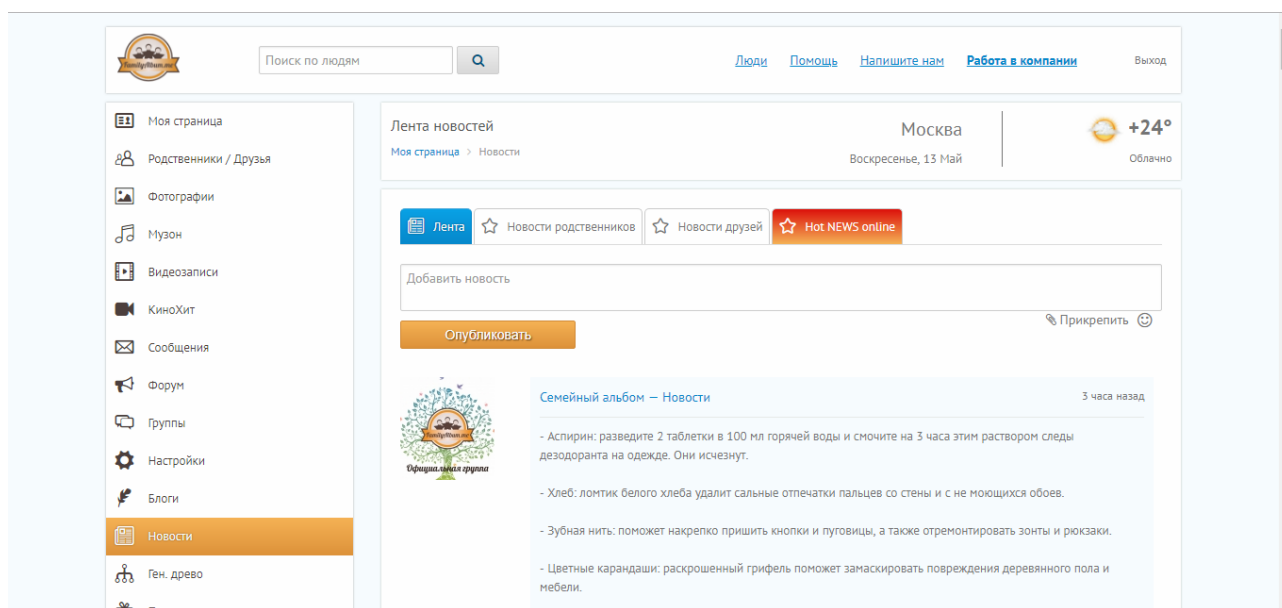 FamilyAlbum.me
Поиск по людям
Люди Помощь Напишите нам Работа в компании Выход
Моя страница
Родственники / Друзья
Фотографии
Музон
Видеозаписи
КиноХит
Сообщения
Форум
Группы
Настройки
Блоги
Новости
Ген. древо
Лента новостей
Моя страница > Новости
Москва
Воскресенье, 13 Май
+24°
Облачно
Лента Новости родственников Новости друзей Hot NEWS online
Добавить новость
Опубликовать
Прикрепить
FamilyAlbum.me
Официальная группа
Семейный альбом — Новости 3 часа назад
- Аспирин: разведите 2 таблетки в 100 мл горячей воды и смочите на 3 часа этим раствором следы
дезодоранта на одежде. Они исчезнут.
- Хлеб: ломтик белого хлеба удалит сальные отпечатки пальцев со стены и с не моющихся обоев.
- Зубная нить: поможет накрепко пришить кнопки и пуговицы, а также отремонтировать зонты и рюкзаки.
- Цветные карандаши: раскрошенный грифель поможет замаскировать повреждения деревянного пола и
мебели.